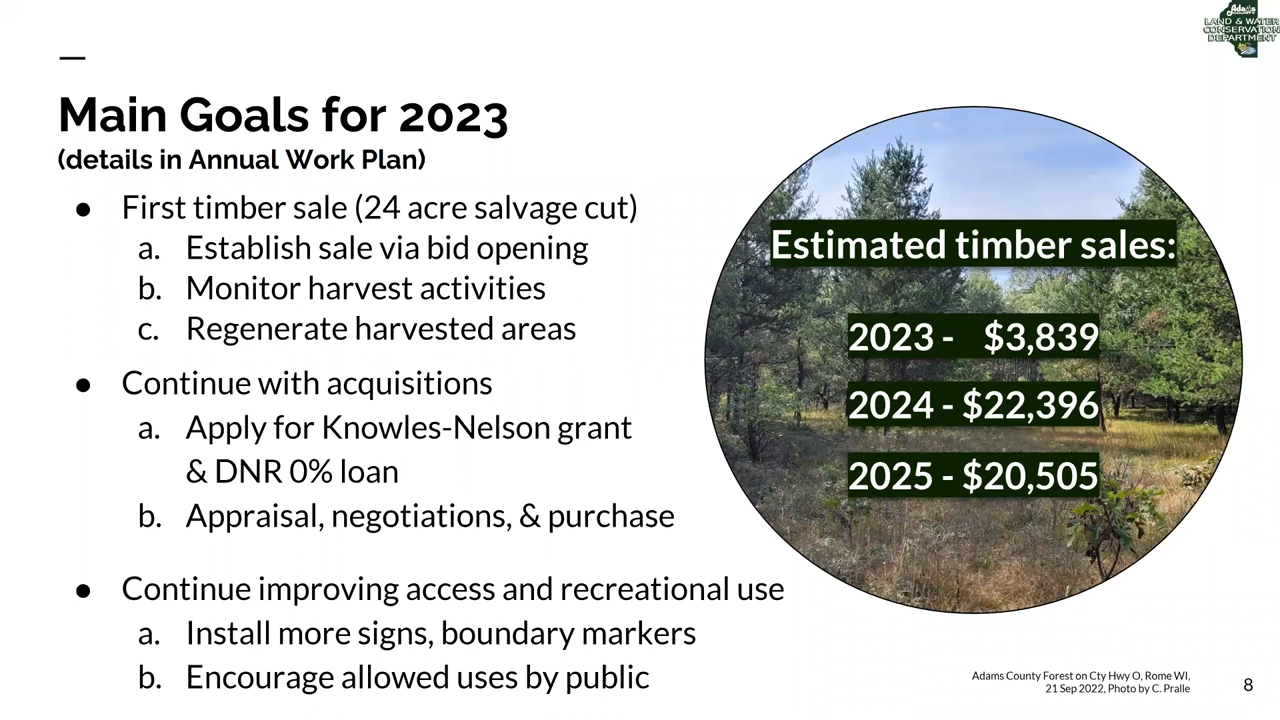 Adams
LAND & WATER
CONSERVATION
DEPARTMENT
Main Goals for 2023
(details in Annual Work Plan)
● First timber sale (24 acre salvage cut)
a. Establish sale via bid opening
b. Monitor harvest activities
c. Regenerate harvested areas
● Continue with acquisitions
a. Apply for Knowles-Nelson grant
& DNR 0% loan
b. Appraisal, negotiations, & purchase
● Continue improving access and recreational use
a. Install more signs, boundary markers
b. Encourage allowed uses by public
Estimated timber sales:
2023 - $3,839
2024 - $22,396
2025 - $20,505
Adams County Forest on Cty Hwy O, Rome WI,
21 Sep 2022, Photo by C. Pralle
8